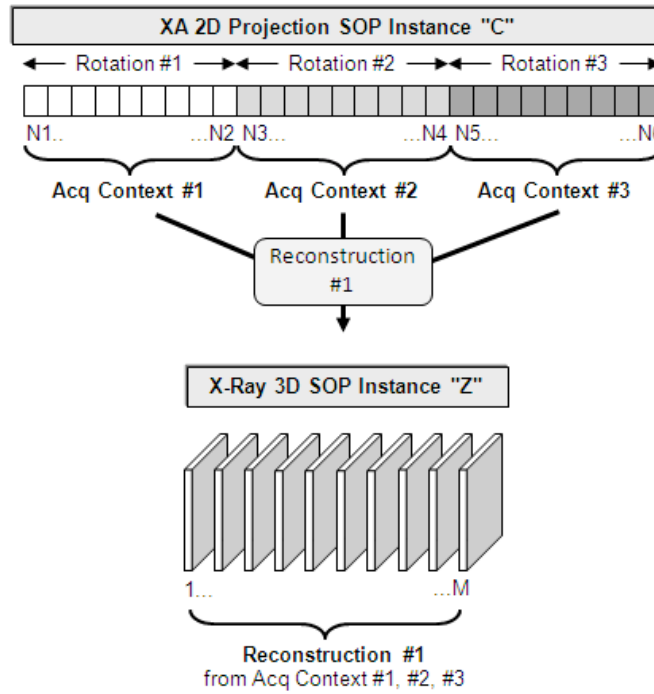 XA 2D Projection SOP Instance "C"
Rotation #1 Rotation #2 Rotation #3
N1.. ...N2 N3... ...N4 N5... ...N
Acq Context #1 Acq Context #2 Acq Context #3
Reconstruction
#1
X-Ray 3D SOP Instance "Z"
1... ...M
Reconstruction #1
from Acq Context #1, #2, #3